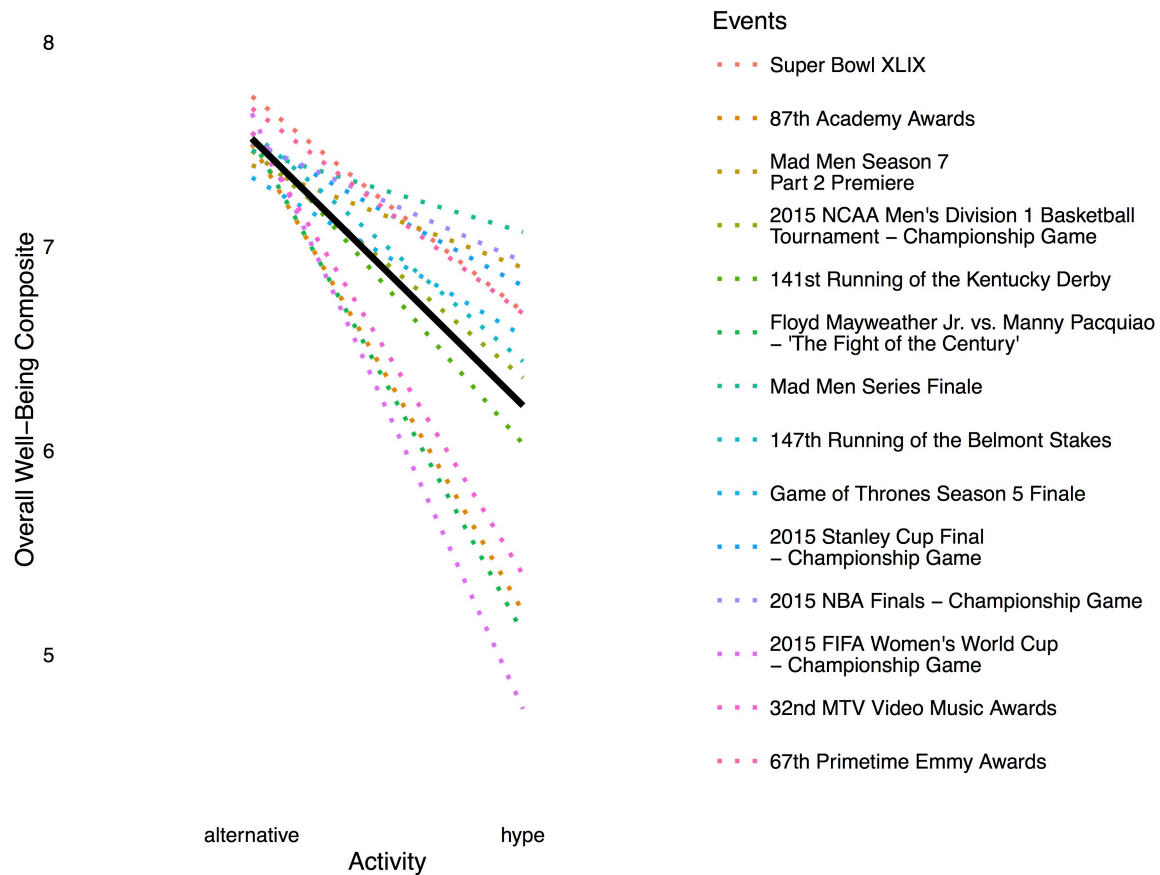 Events
8
7
6
5
Overall Well−Being Composite
alternative
hype
Activity
Super Bowl XLIX
87th Academy Awards
Mad Men Season 7
Part 2 Premiere
2015 NCAA Men's Division 1 Basketball
Tournament − Championship Game
141st Running of the Kentucky Derby
Floyd Mayweather Jr. vs. Manny Pacquiao
− 'The Fight of the Century'
Mad Men Series Finale
147th Running of the Belmont Stakes
Game of Thrones Season 5 Finale
2015 Stanley Cup Final
− Championship Game
2015 NBA Finals − Championship Game
2015 FIFA Women's World Cup
− Championship Game
32nd MTV Video Music Awards
67th Primetime Emmy Awards